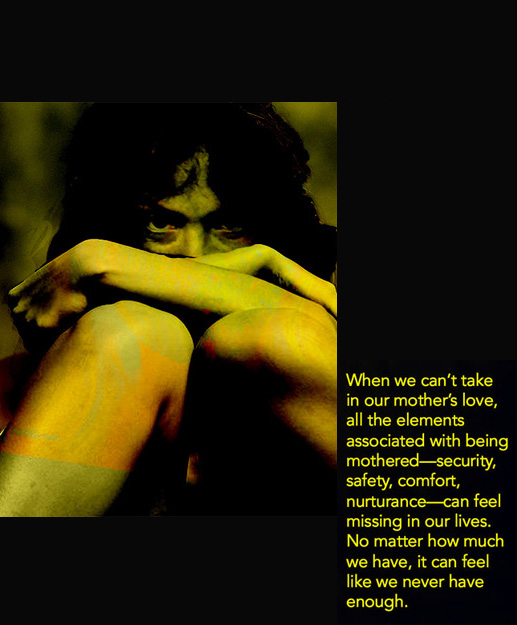 When we can't take
in our mother's love,
all the elements
associated with being
mothered—security,
safety, comfort,
nurturance—can feel
missing in our lives.
No matter how much
we have, it can feel
like we never have
enough.